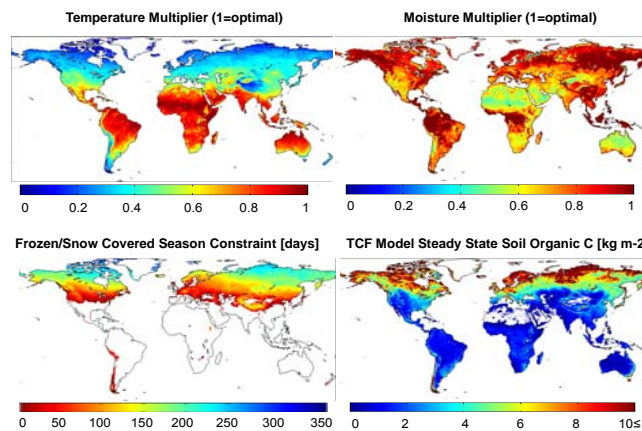 Temperature Multiplier (1=optimal)
Moisture Multiplier (1=optimal)
0 0.2 0.4 0.6 0.8 1
0 0.2 0.4 0.6 0.8 1
Frozen/Snow Covered Season Constraint [days]
TCF Model Steady State Soil Organic C [kg m-2
0 50 100 150 200 250 300 350
0 2 4 6 8 10≤